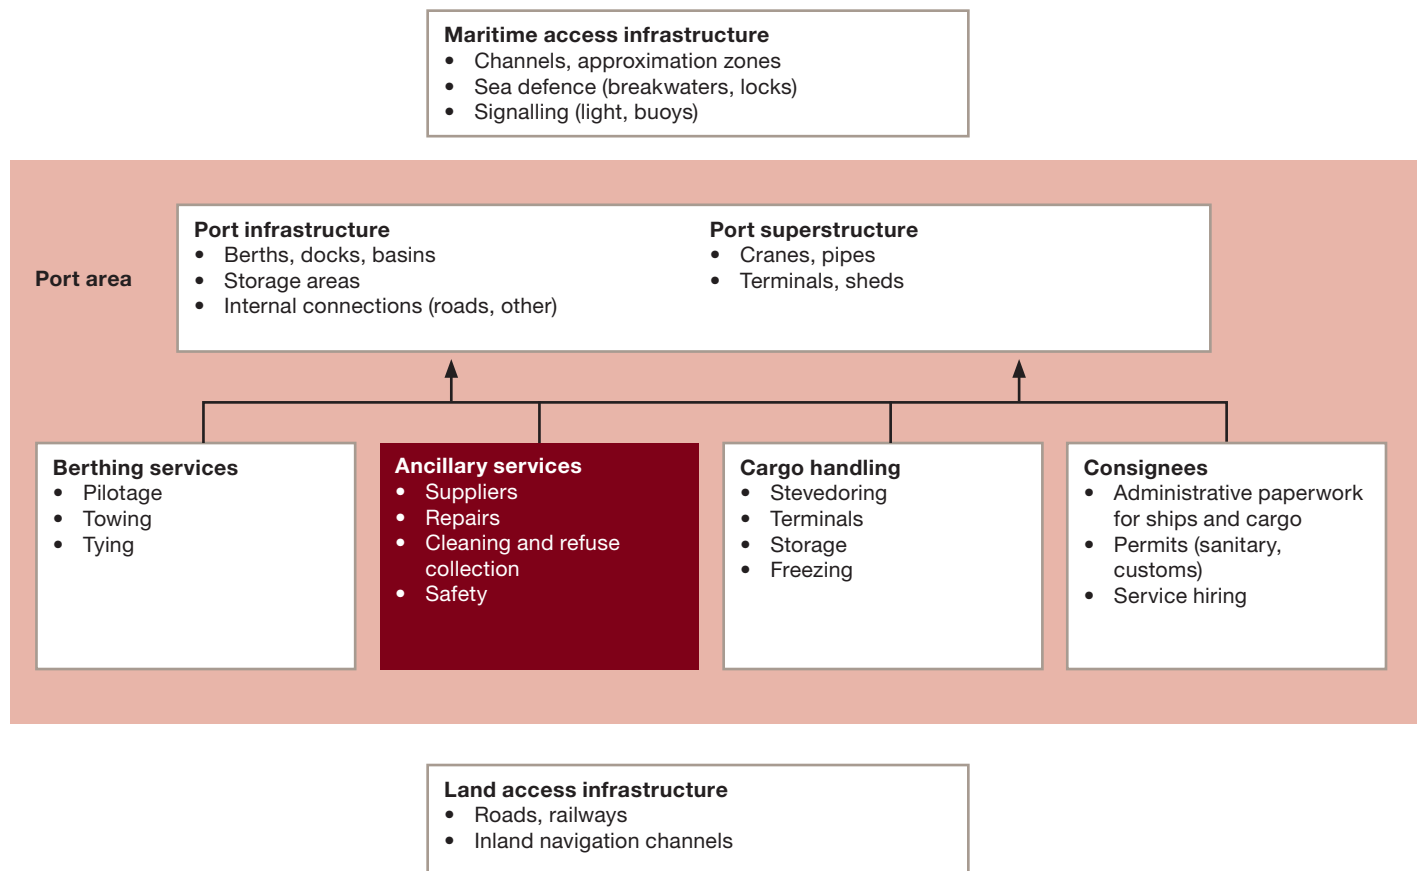 Maritime access infrastructure
• Channels, approximation zones
• Sea defence (breakwaters, locks)
• Signalling (light, buoys)
Port area
Port infrastructure
• Berths, docks, basins
• Storage areas
• Internal connections (roads, other)
Port superstructure
• Cranes, pipes
• Terminals, sheds
Berthing services
• Pilotage
• Towing
• Tying
Ancillary services
• Suppliers
• Repairs
• Cleaning and refuse
collection
• Safety
Cargo handling
• Stevedoring
• Terminals
• Storage
• Freezing
Consignees
• Administrative paperwork
for ships and cargo
• Permits (sanitary,
customs)
• Service hiring
Land access infrastructure
• Roads, railways
• Inland navigation channels